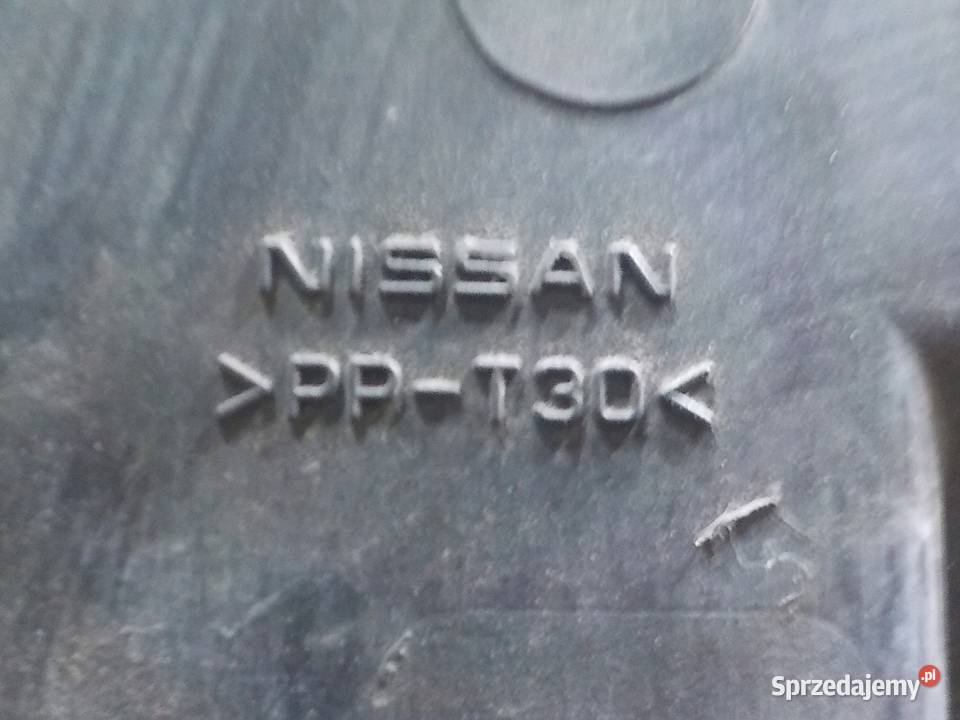 NISSAN
>PP-T30<
Sprzedajemy.pl